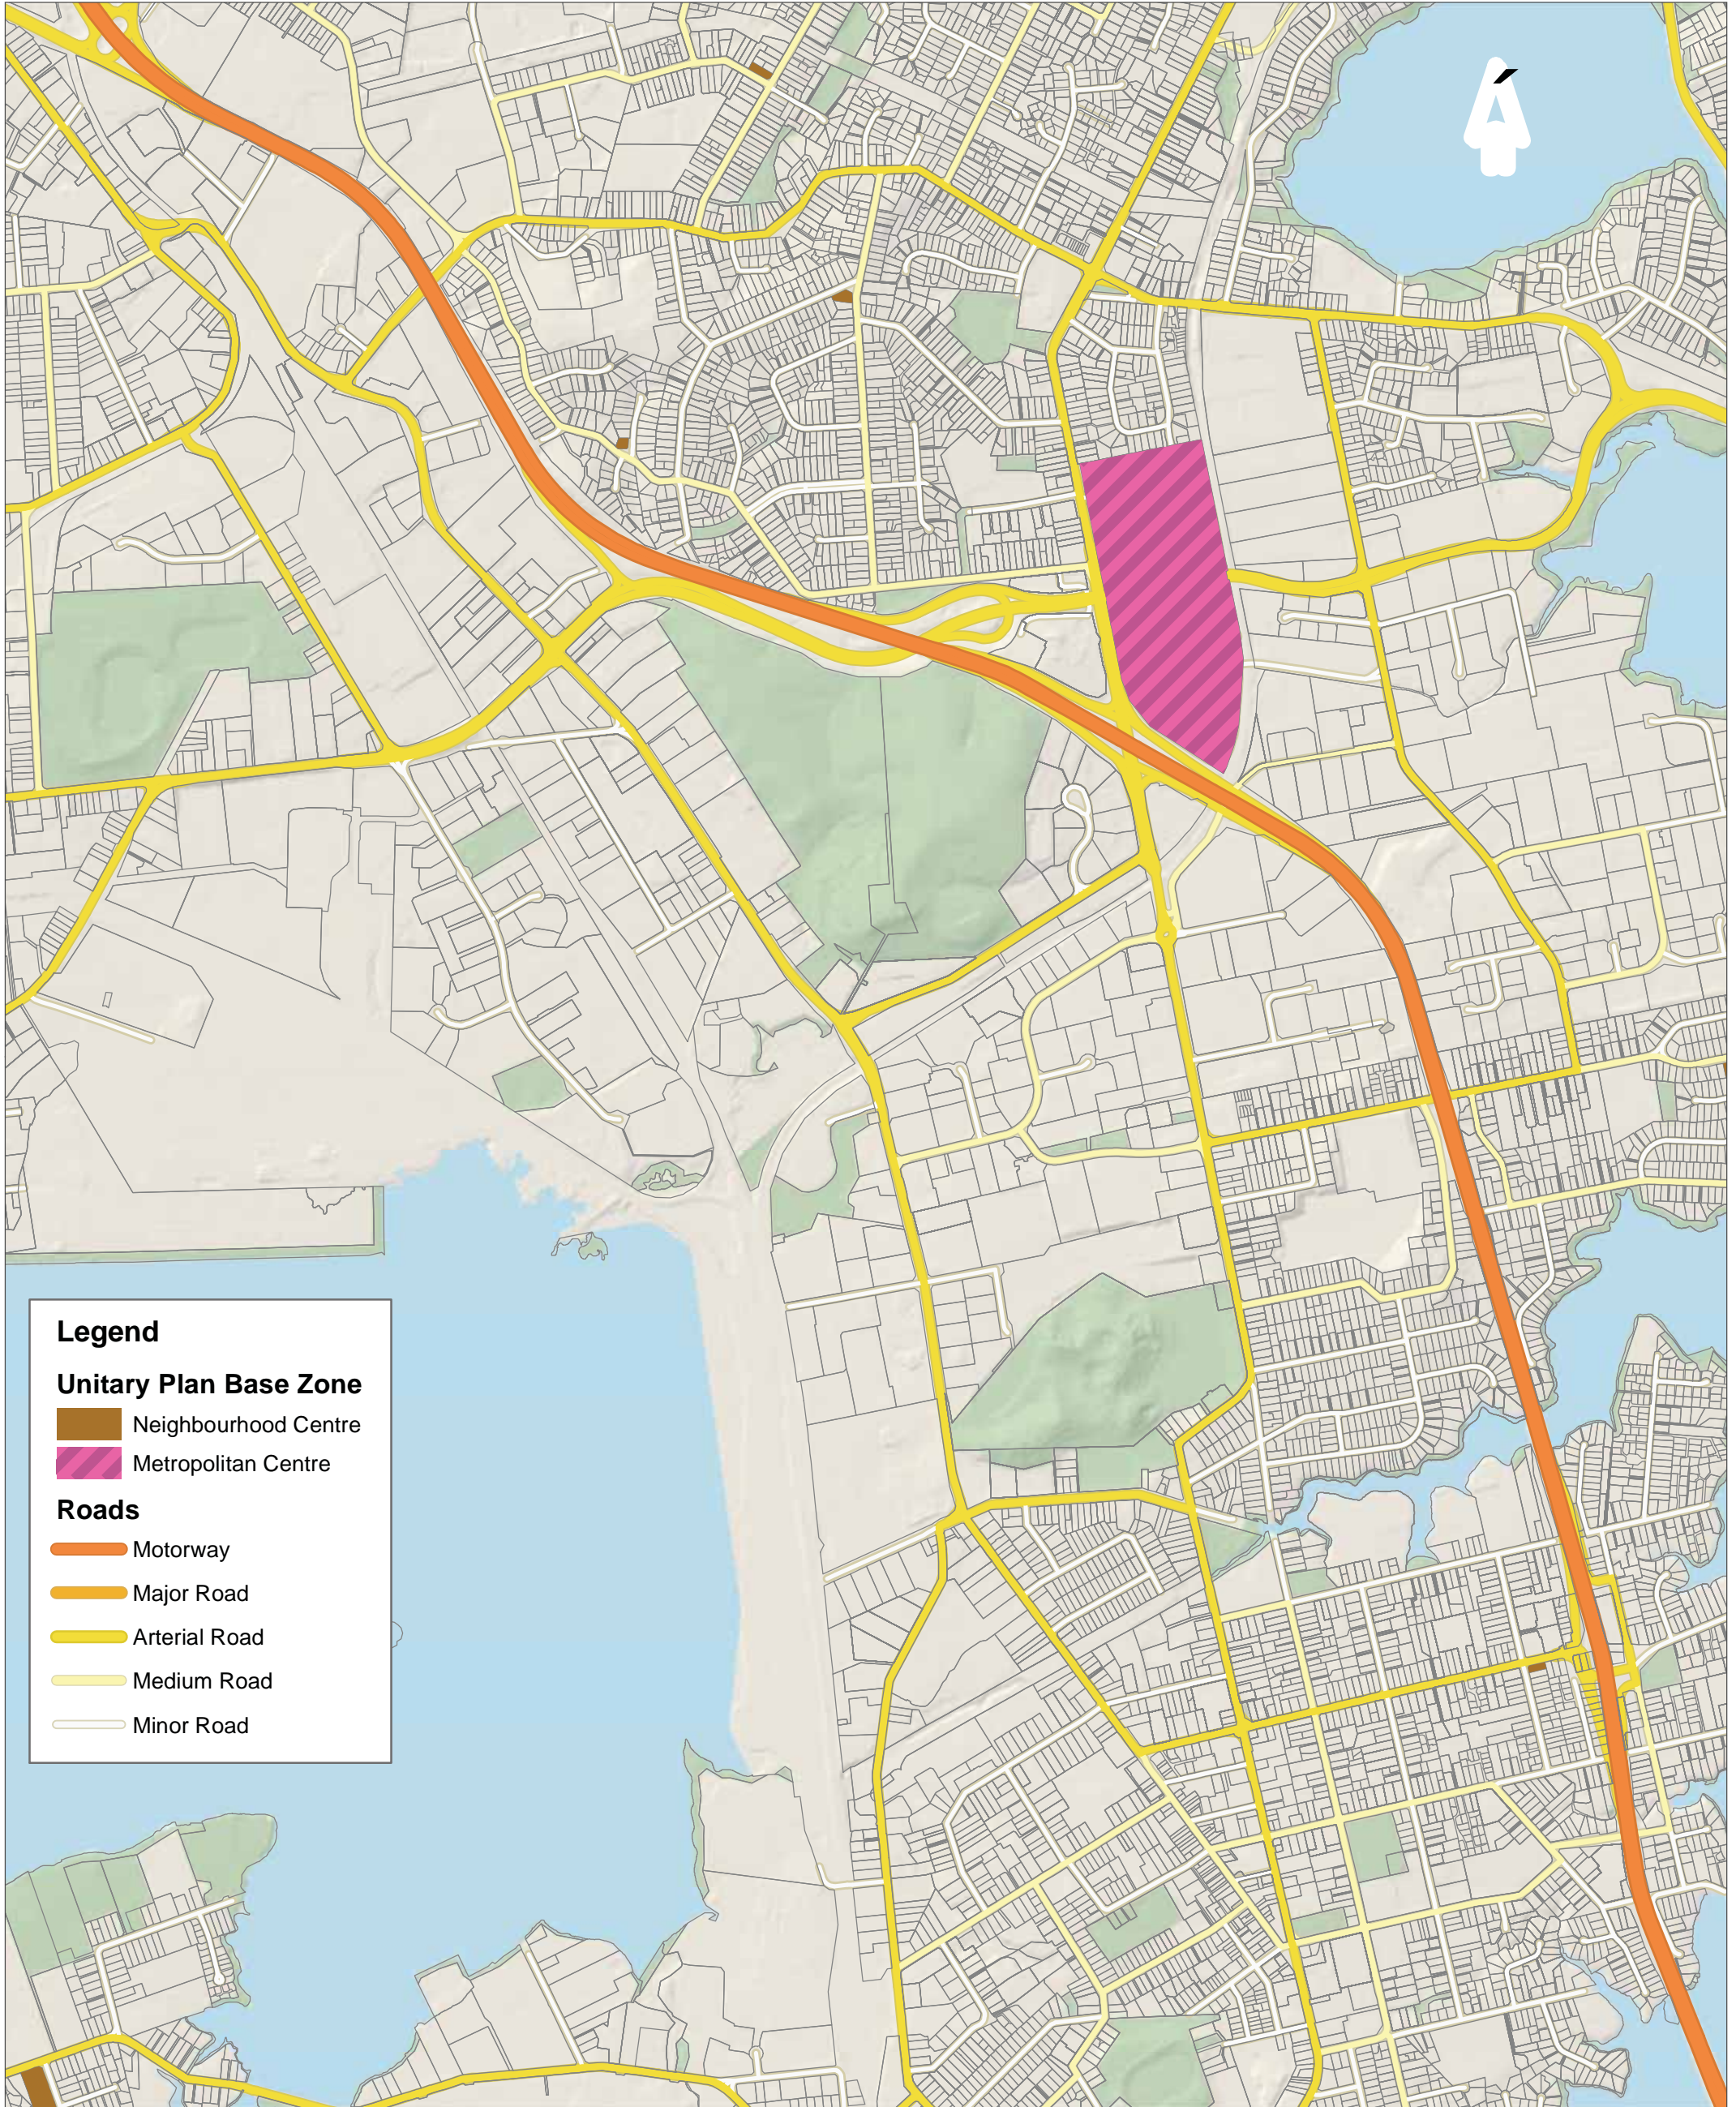 Legend
Unitary Plan Base Zone
Neighbourhood Centre
Metropolitan Centre
Roads
Motorway
Major Road
Arterial Road
Medium Road
Minor Road